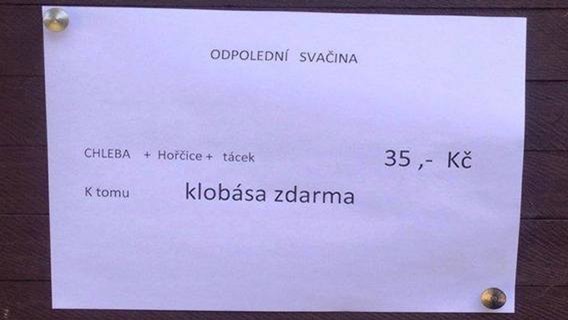 ODPOLEDNÍ SVAČINA
CHLEBA + Hořčice + tácek 35 ,- Kč
K tomu klobása zdarma